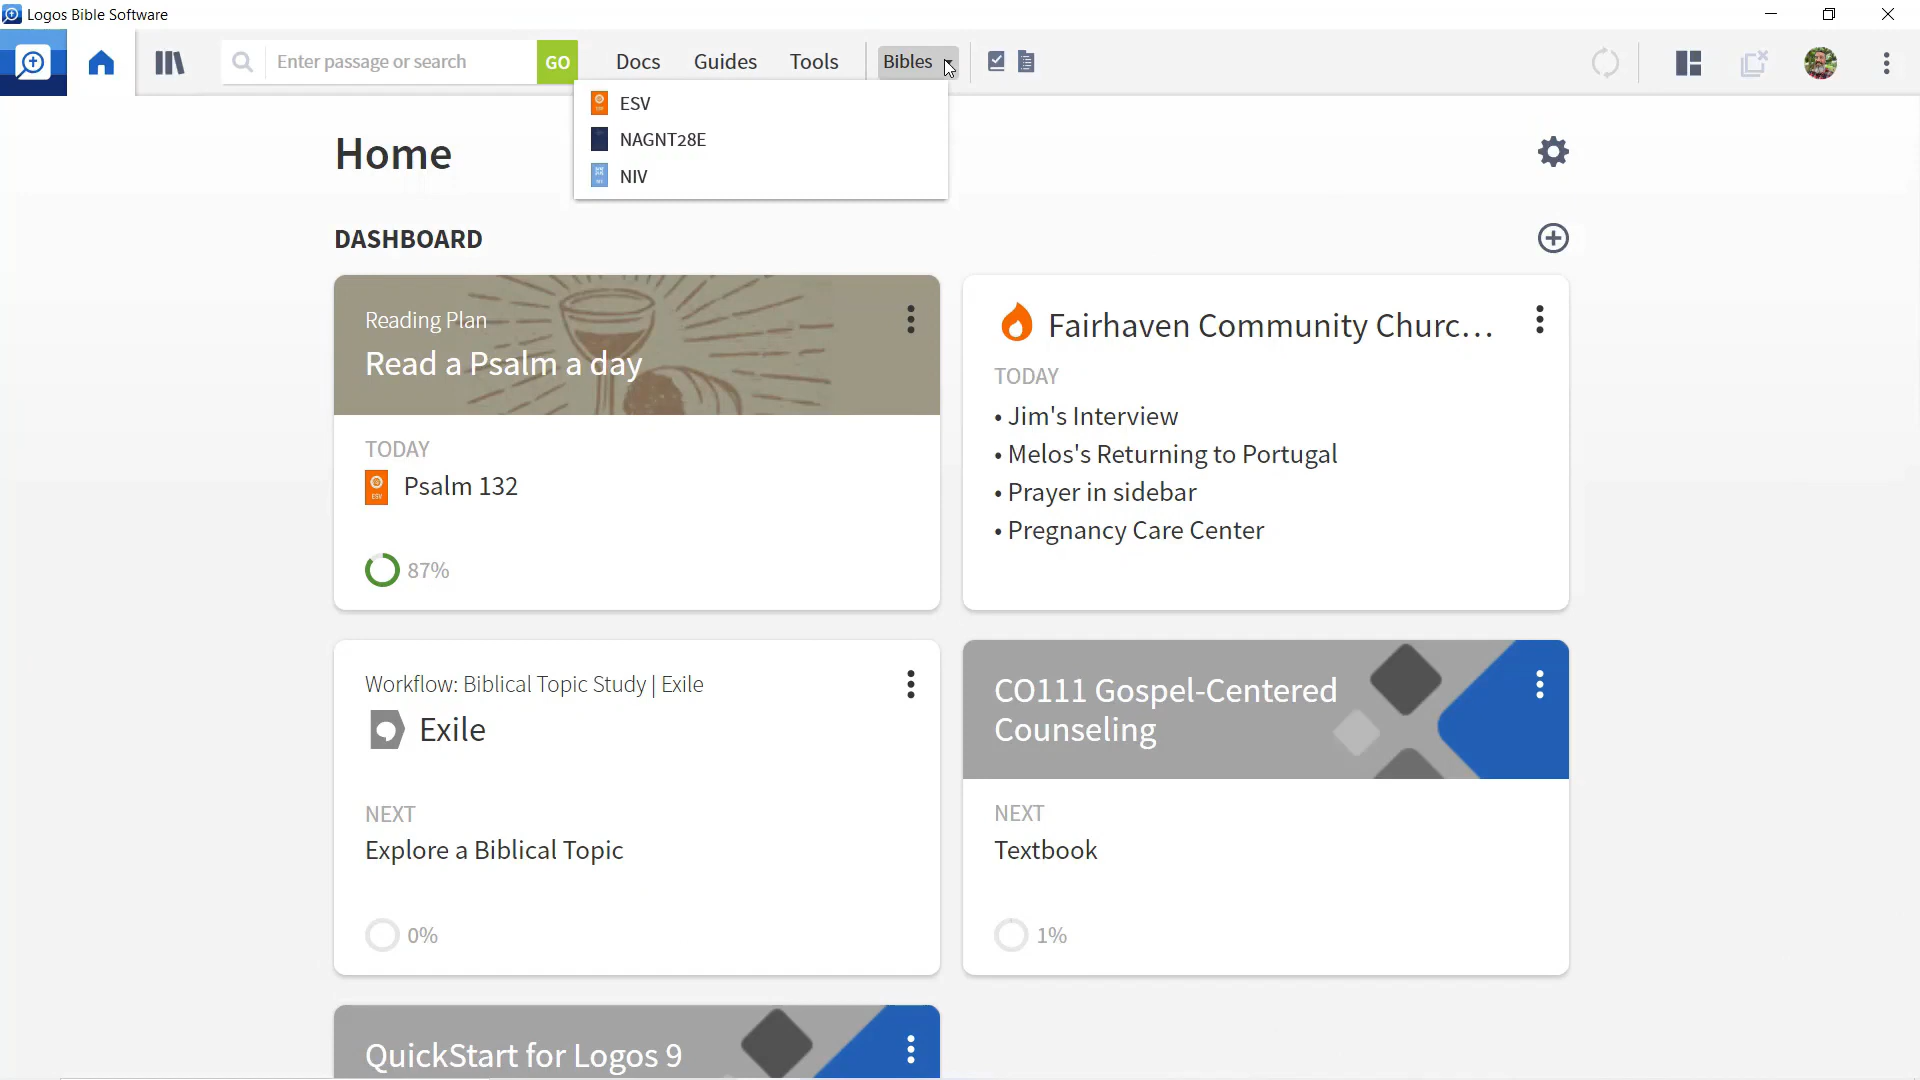 Logos Bible Software
Enter passage or search
GO
Docs
Guides
Tools
Bibles
ESV
NAGNT28E
NIV
Home
DASHBOARD
Reading Plan
Read a Psalm a day
TODAY
Psalm 132
87%
Fairhaven Community Churc...
TODAY
• Jim's Interview
• Melos's Returning to Portugal
• Prayer in sidebar
• Pregnancy Care Center
Workflow: Biblical Topic Study | Exile
Exile
NEXT
Explore a Biblical Topic
0%
CO111 Gospel-Centered
Counseling
NEXT
Textbook
1%
QuickStart for Logos 9